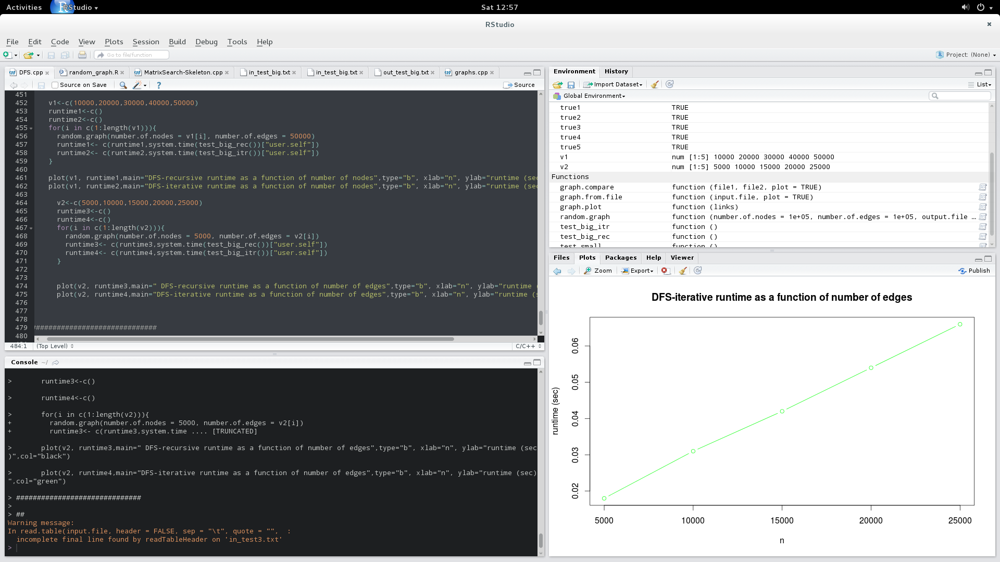 Activities RStudio Sat 12:57
RStudio
File Edit Code View Plots Session Build Debug Tools Help
Go to file/function Project: (None)
DFS.cpp random_graph.R MatrixSearch-Skeleton.cpp in_test_big.txt in_test_big.txt out_test_big.txt graphs.cpp
Source on Save Source
451
452 v1<-c(10000,20000,30000,40000,50000)
453 runtime1<-c()
454 runtime2<-c()
455 for(i in c(1:length(v1))){
456 random.graph(number.of.nodes = v1[i], number.of.edges = 50000)
457 runtime1<- c(runtime1,system.time(test_big_rec())["user.self"])
458 runtime2<- c(runtime2,system.time(test_big_itr())["user.self"])
459 }
460
461 plot(v1, runtime1,main="DFS-recursive runtime as a function of number of nodes",type="b", xlab="n", ylab="runtime (sec
462 plot(v1, runtime2,main="DFS-iterative runtime as a function of number of nodes",type="b", xlab="n", ylab="runtime (sec
463
464 v2<-c(5000,10000,15000,20000,25000)
465 runtime3<-c()
466 runtime4<-c()
467 for(i in c(1:length(v2))){
468 random.graph(number.of.nodes = 5000, number.of.edges = v2[i])
469 runtime3<- c(runtime3,system.time(test_big_rec())["user.self"])
470 runtime4<- c(runtime4,system.time(test_big_itr())["user.self"])
471 }
472
473
474 plot(v2, runtime3,main=" DFS-recursive runtime as a function of number of edges",type="b", xlab="n", ylab="runtime (
475 plot(v2, runtime4,main="DFS-iterative runtime as a function of number of edges",type="b", xlab="n", ylab="runtime (s
476
477
478
479 #############################
480
484:1 (Top Level) C/C++
Console ~/
> runtime3<-c()
> runtime4<-c()
> for(i in c(1:length(v2))){
+ random.graph(number.of.nodes = 5000, number.of.edges = v2[i])
+ runtime3<- c(runtime3,system.time .... [TRUNCATED]
> plot(v2, runtime3,main=" DFS-recursive runtime as a function of number of edges",type="b", xlab="n", ylab="runtime (sec
)",col="black")
> plot(v2, runtime4,main="DFS-iterative runtime as a function of number of edges",type="b", xlab="n", ylab="runtime (sec)
",col="green")
> ##############################
>
> ##
Warning message:
In read.table(input.file, header = FALSE, sep = "\t", quote = "", :
incomplete final line found by readTableHeader on 'in_test3.txt'
>
Environment History
Import Dataset List
Global Environment
true1 TRUE
true2 TRUE
true3 TRUE
true4 TRUE
true5 TRUE
v1 num [1:5] 10000 20000 30000 40000 50000
v2 num [1:5] 5000 10000 15000 20000 25000
Functions
graph.compare function (file1, file2, plot = TRUE)
graph.from.file function (input.file, plot = TRUE)
graph.plot function (links)
random.graph function (number.of.nodes = 1e+05, number.of.edges = 1e+05, output.file …
test_big_itr function ()
test_big_rec function ()
test_small function ()
Files Plots Packages Help Viewer
Zoom Export Publish
DFS-iterative runtime as a function of number of edges
runtime (sec)
0.06
0.05
0.04
0.03
0.02
5000 10000 15000 20000 25000
n